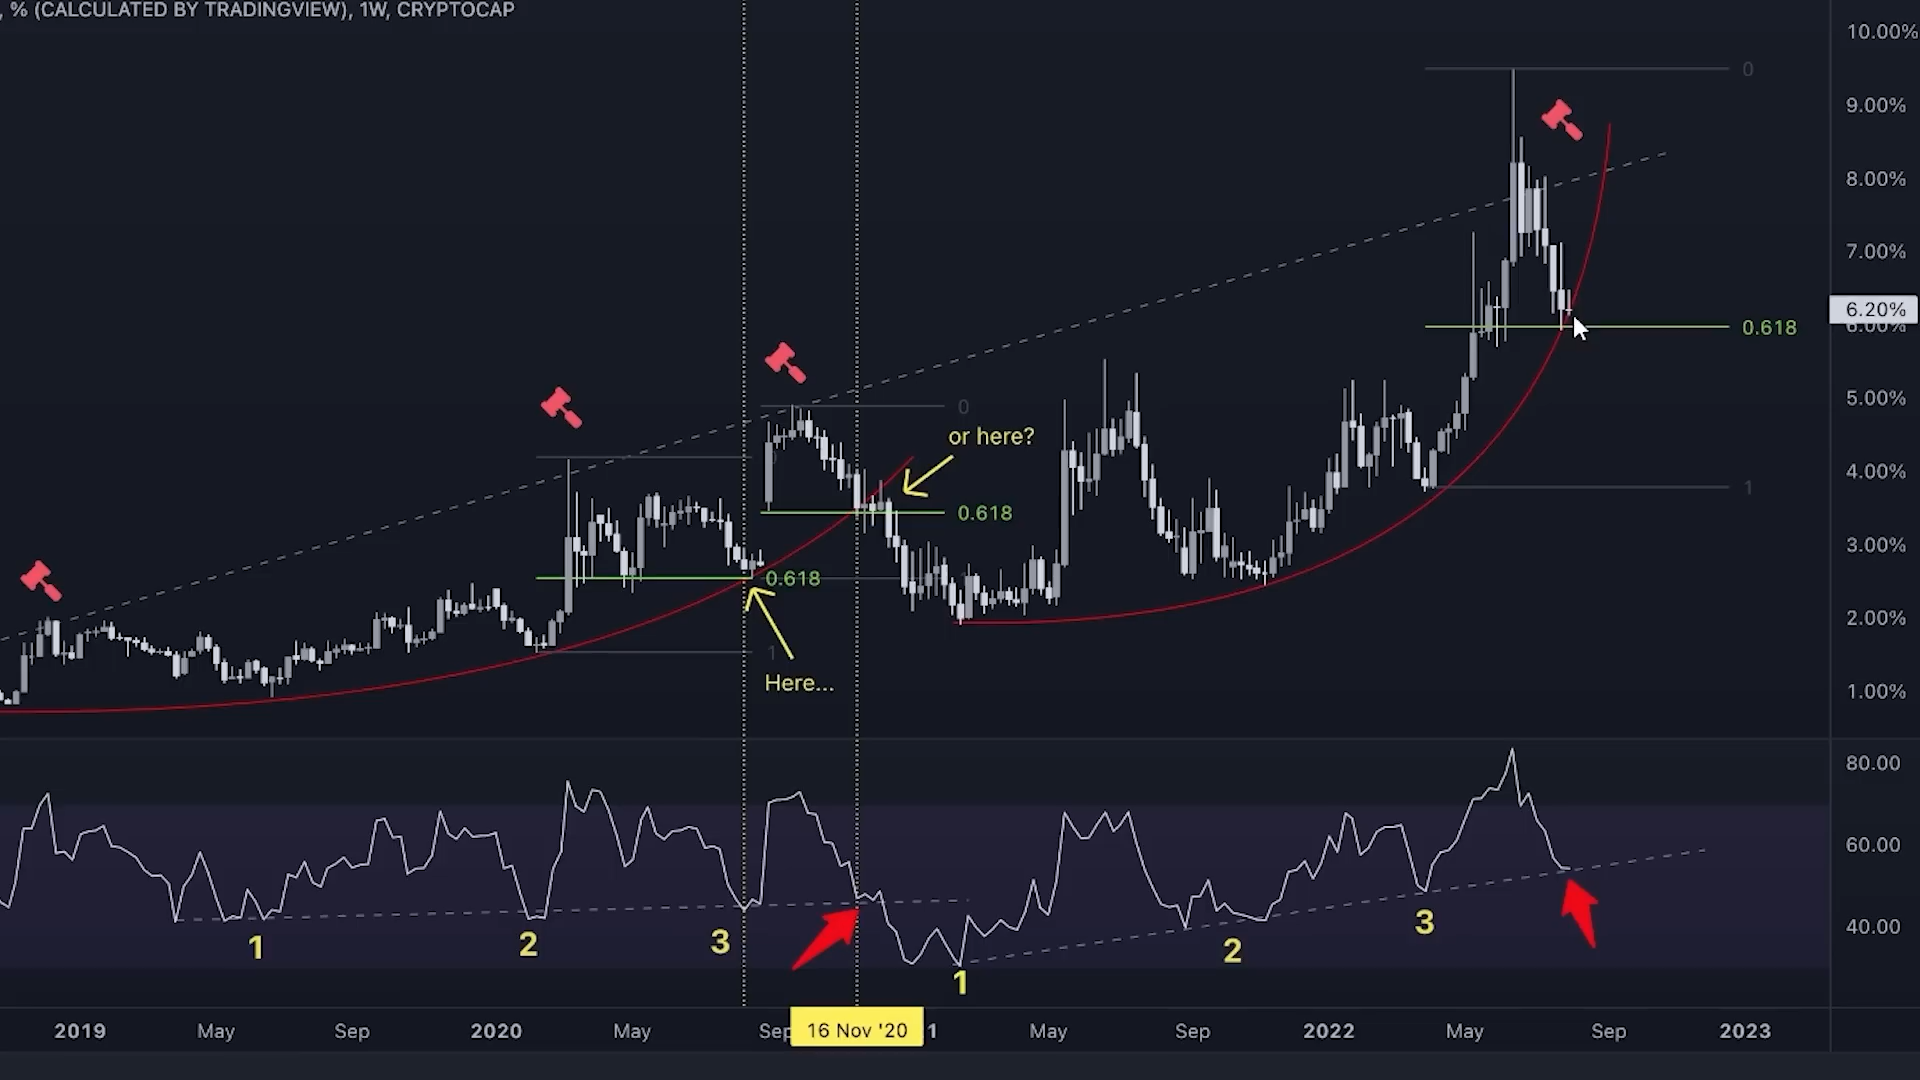 , % (CALCULATED BY TRADINGVIEW), 1W, CRYPTOCAP
10.00%
0
9.00%
8.00%
7.00%
6.20%
6.00%
0.618
5.00%
0
or here?
4.00%
1
0.618
3.00%
0.618
2.00%
1
Here...
1.00%
80.00
60.00
40.00
1
2
3
1
2
3
2019
May
Sep
2020
May
Sep
16 Nov '20
1
May
Sep
2022
May
Sep
2023